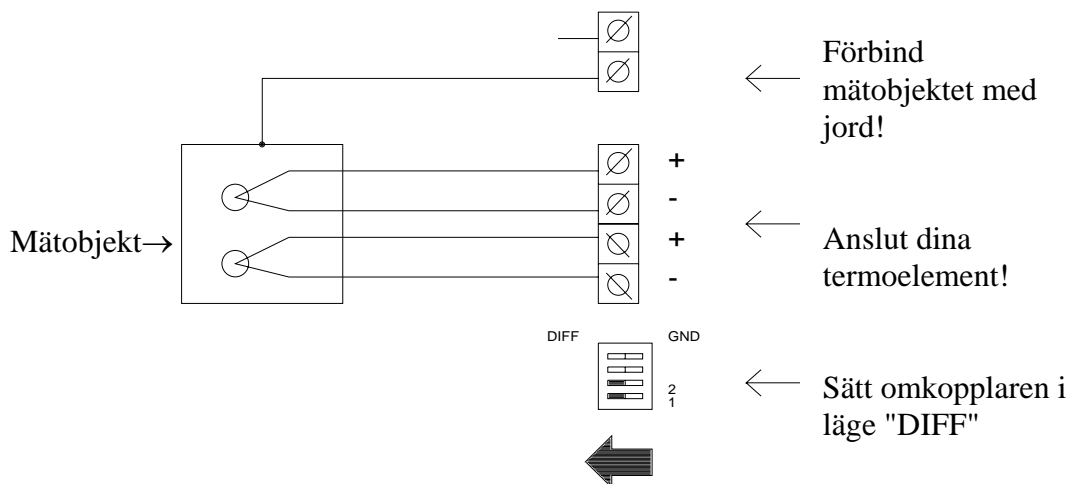 Förbind
mätobjektet med
jord!
+
-
+
-
Mätobjekt→
Anslut dina
termoelement!
DIFF
GND
2
1
Sätt omkopplaren i
läge "DIFF"